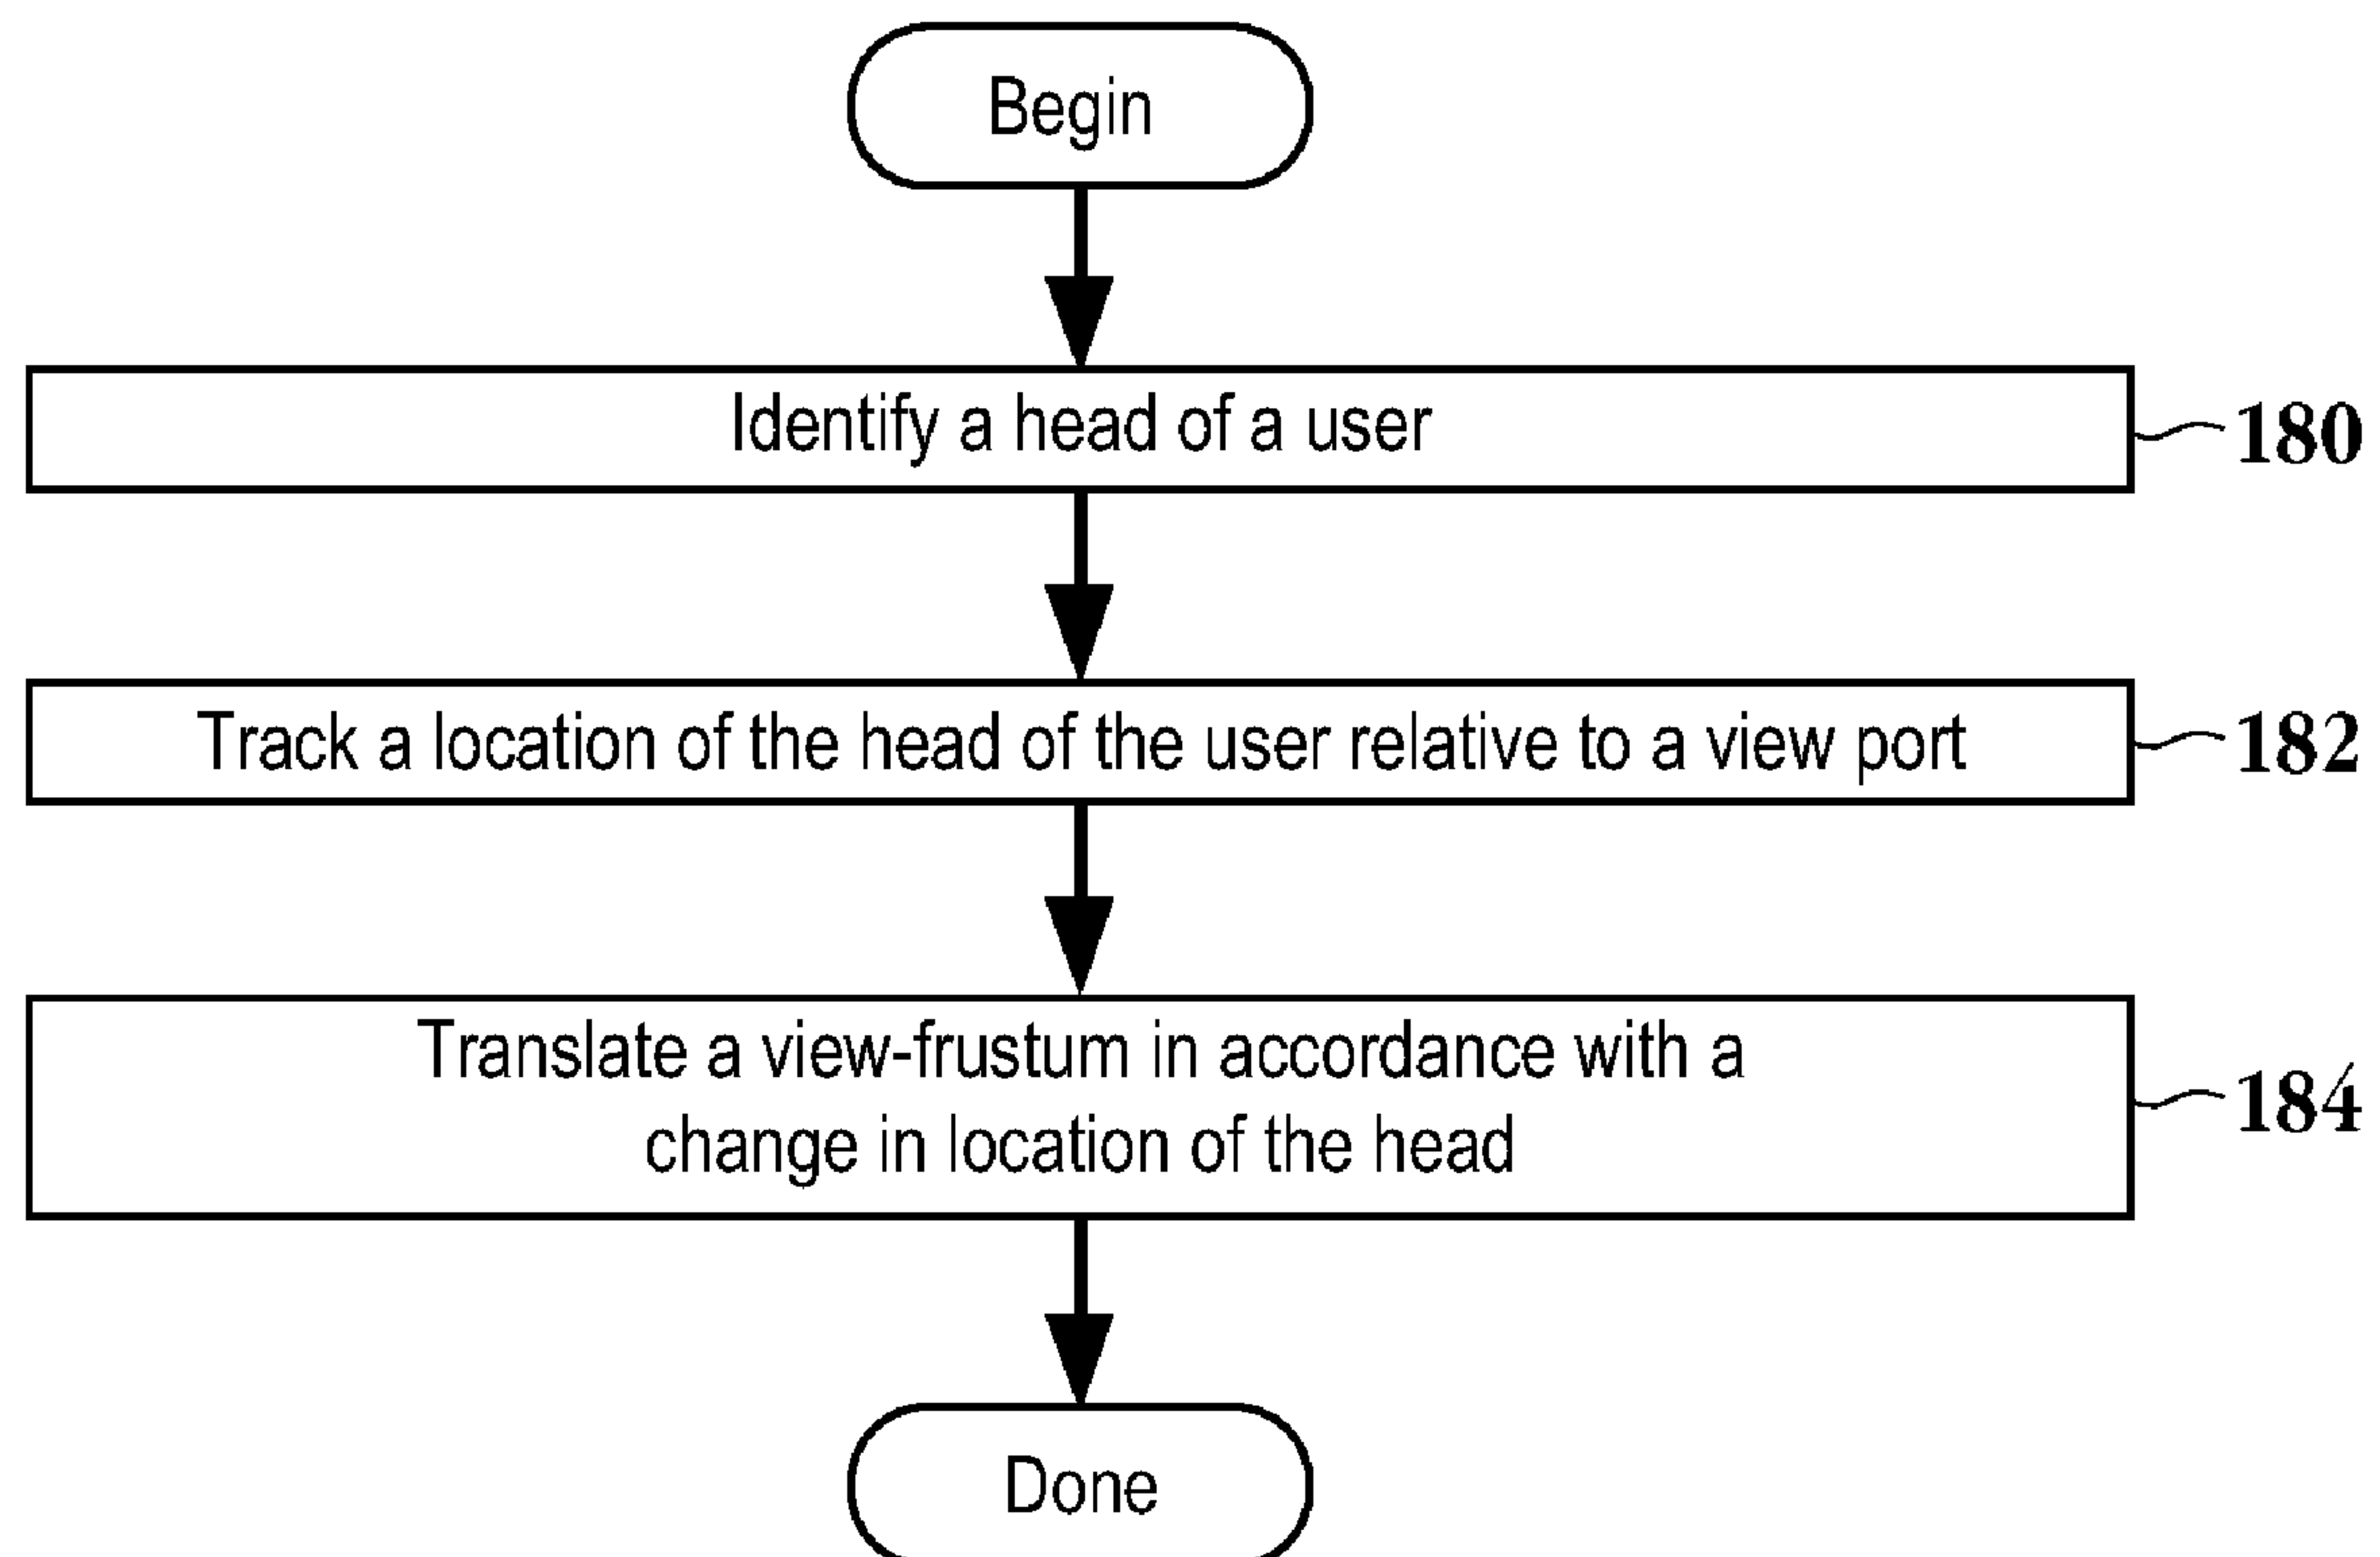 Begin
Identify a head of a user
180
Track a location of the head of the user relative to a view port
182
Translate a view-frustum in accordance with a
change in location of the head
184
Done